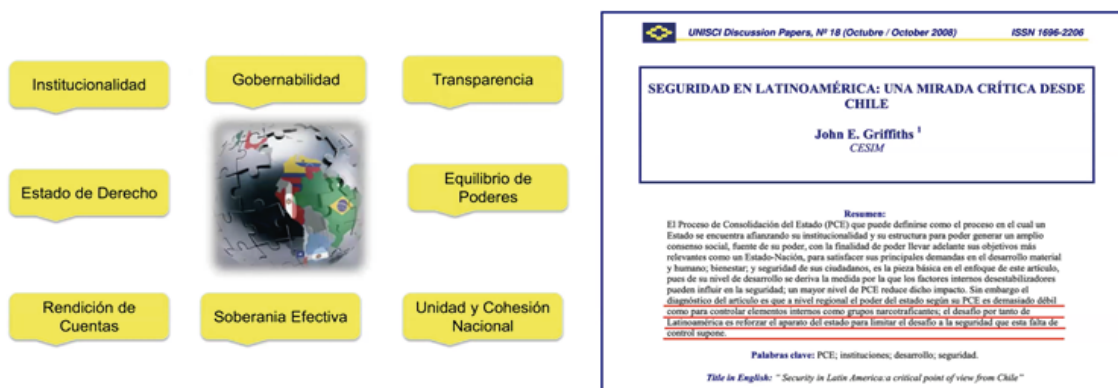 Institucionalidad
Gobernabilidad
Transparencia
Estado de Derecho
Equilibrio de
Poderes
Rendición de
Cuentas
Soberania Efectiva
Unidad y Cohesión
Nacional
UNISCI Discussion Papers, Nº 18 (Octubre / October 2008) ISSN 1696-2206
SEGURIDAD EN LATINOAMÉRICA: UNA MIRADA CRÍTICA DESDE
CHILE
John E. Griffiths 1
CESIM
Resumen:
El Proceso de Consolidación del Estado (PCE) que puede definirse como el proceso en el cual un
Estado se encuentra afianzando su institucionalidad y su estructura para poder generar un amplio
consenso social, fuente de su poder, con la finalidad de poder llevar adelante sus objetivos más
relevantes como un Estado-Nación, para satisfacer sus principales demandas en el desarrollo material
y humano; bienestar; y seguridad de sus ciudadanos, es la pieza básica en el enfoque de este artículo,
pues de su nivel de desarrollo se deriva la medida por la que los factores internos desestabilizadores
pueden influir en la seguridad; un mayor nivel de PCE reduce dicho impacto. Sin embargo el
diagnóstico del artículo es que a nivel regional el poder del estado según su PCE es demasiado débil
como para controlar elementos internos como grupos narcotraficantes; el desafío por tanto de
Latinoamérica es reforzar el aparato del estado para limitar el desafío a la seguridad que esta falta de
control supone.
Palabras clave: PCE; instituciones; desarrollo; seguridad.
Title in English: " Security in Latin America:a critical point of view from Chile"